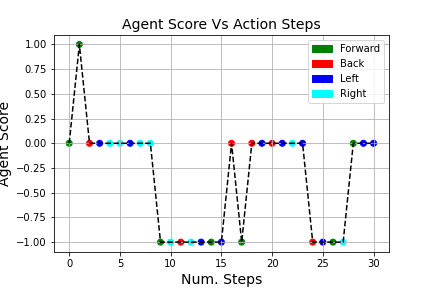 Agent Score Vs Action Steps
Agent Score
1.00
0.75
0.50
0.25
0.00
−0.25
−0.50
−0.75
−1.00
Forward
Back
Left
Right
0 5 10 15 20 25 30
Num. Steps